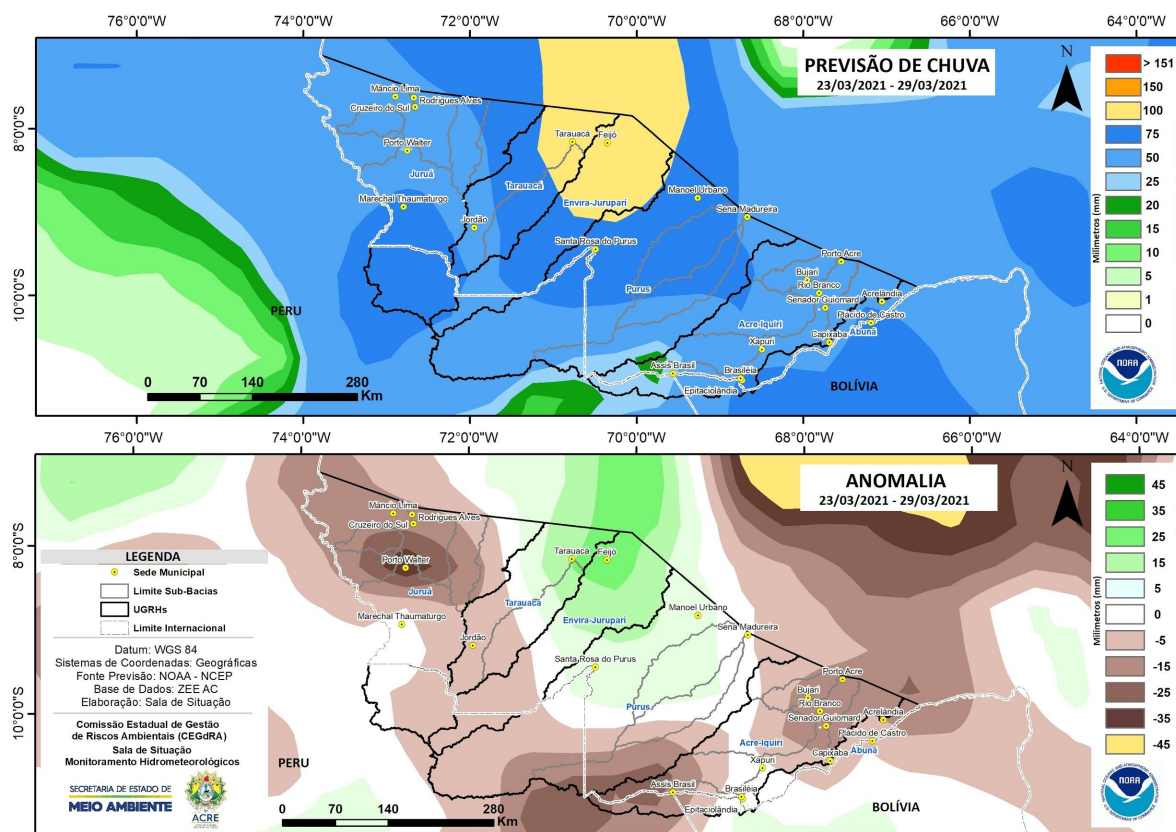 76°0'0"W 74°0'0"W 72°0'0"W 70°0'0"W 68°0'0"W 66°0'0"W 64°0'0"W
PREVISÃO DE CHUVA
23/03/2021 - 29/03/2021
N
> 151
150
100
75
50
25
20
15
10
5
1
0
Milímetros (mm)
8°0'0"S
10°0'0"S
Mâncio Lima
Rodrigues Alves
Cruzeiro do Sul
Porto Walter
Juruá
Marechal Thaumaturgo
Jordão
Tarauacá
Feijó
Tarauacá
Envira-Jurupari
Manoel Urbano
Sena Madureira
Santa Rosa do Purus
Purus
Porto Acre
Bujari
Rio Branco
Senador Guiomard
Acrelândia
Plácido de Castro
Abunã
Acre-Iquiri
Capixaba
Xapuri
Assis Brasil
Brasiléia
Epitaciolândia
PERU
BOLÍVIA
0 70 140 280
Km
NOAA
76°0'0"W 74°0'0"W 72°0'0"W 70°0'0"W 68°0'0"W 66°0'0"W 64°0'0"W
ANOMALIA
23/03/2021 - 29/03/2021
N
45
35
25
15
5
0
-5
-15
-25
-35
-45
Milímetros (mm)
8°0'0"S
10°0'0"S
Mâncio Lima
Rodrigues Alves
Cruzeiro do Sul
Porto Walter
Juruá
Marechal Thaumaturgo
Jordão
Tarauacá
Feijó
Tarauacá
Envira-Jurupari
Manoel Urbano
Sena Madureira
Santa Rosa do Purus
Purus
Porto Acre
Bujari
Rio Branco
Senador Guiomard
Acrelândia
Plácido de Castro
Abunã
Acre-Iquiri
Capixaba
Xapuri
Assis Brasil
Brasiléia
Epitaciolândia
PERU
BOLÍVIA
0 70 140 280
Km
NOAA
LEGENDA
Sede Municipal
Limite Sub-Bacias
UGRHs
Limite Internacional
Datum: WGS 84
Sistemas de Coordenadas: Geográficas
Fonte Previsão: NOAA - NCEP
Base de Dados: ZEE AC
Elaboração: Sala de Situação
Comissão Estadual de Gestão
de Riscos Ambientais (CEGdRA)
Sala de Situação
Monitoramento Hidrometeorológicos
SECRETARIA DE ESTADO DE
MEIO AMBIENTE
ACRE